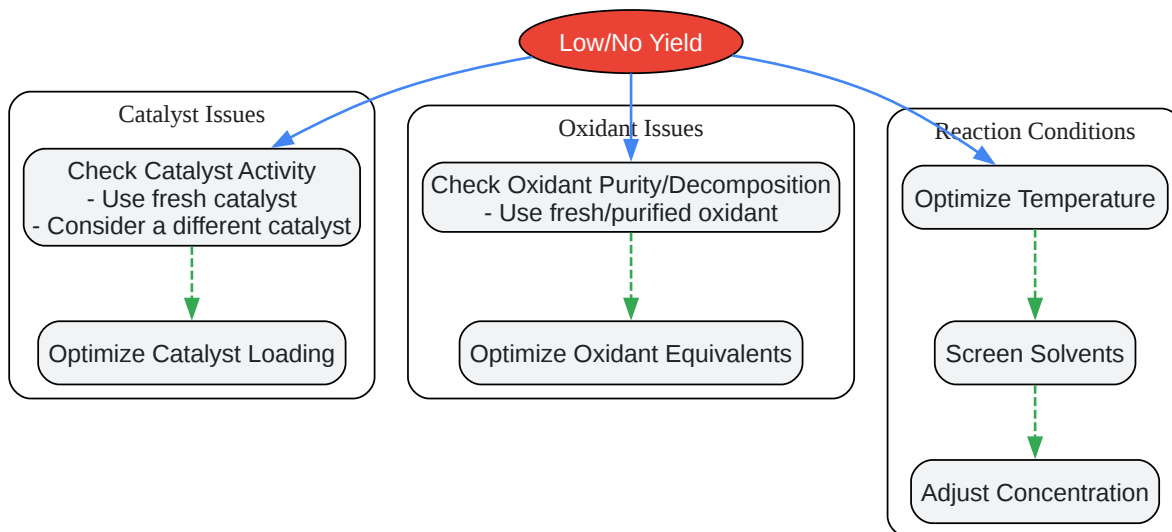 Low/No Yield
Catalyst Issues
Check Catalyst Activity
- Use fresh catalyst
- Consider a different catalyst
Optimize Catalyst Loading
Oxidant Issues
Check Oxidant Purity/Decomposition
- Use fresh/purified oxidant
Optimize Oxidant Equivalents
Reaction Conditions
Optimize Temperature
Screen Solvents
Adjust Concentration